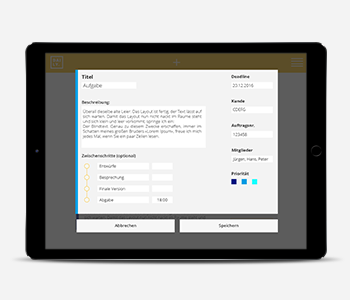 Titel
Aufgabe
Beschreibung:
Überall dieselbe alte Leier. Das Layout ist fertig, der Text lässt auf
sich warten. Damit das Layout nun nicht nackt im Raume steht
und sich klein und leer vorkommt, springe ich ein:
der Blindtext. Genau zu diesem Zwecke erschaffen, immer im
Schatten meines großen Bruders »Lorem Ipsum«, freue ich mich
jedes Mal, wenn Sie ein paar Zeilen lesen.
Zwischenschritte (optional)
Entwürfe
Besprechung
Finale Version
Abgabe 18:00
Deadline
23.12.2016
Kunde
CDEFG
Auftragsnr.
123458
Mitglieder
Jürgen, Hans, Peter
Priorität
Abbrechen
Speichern